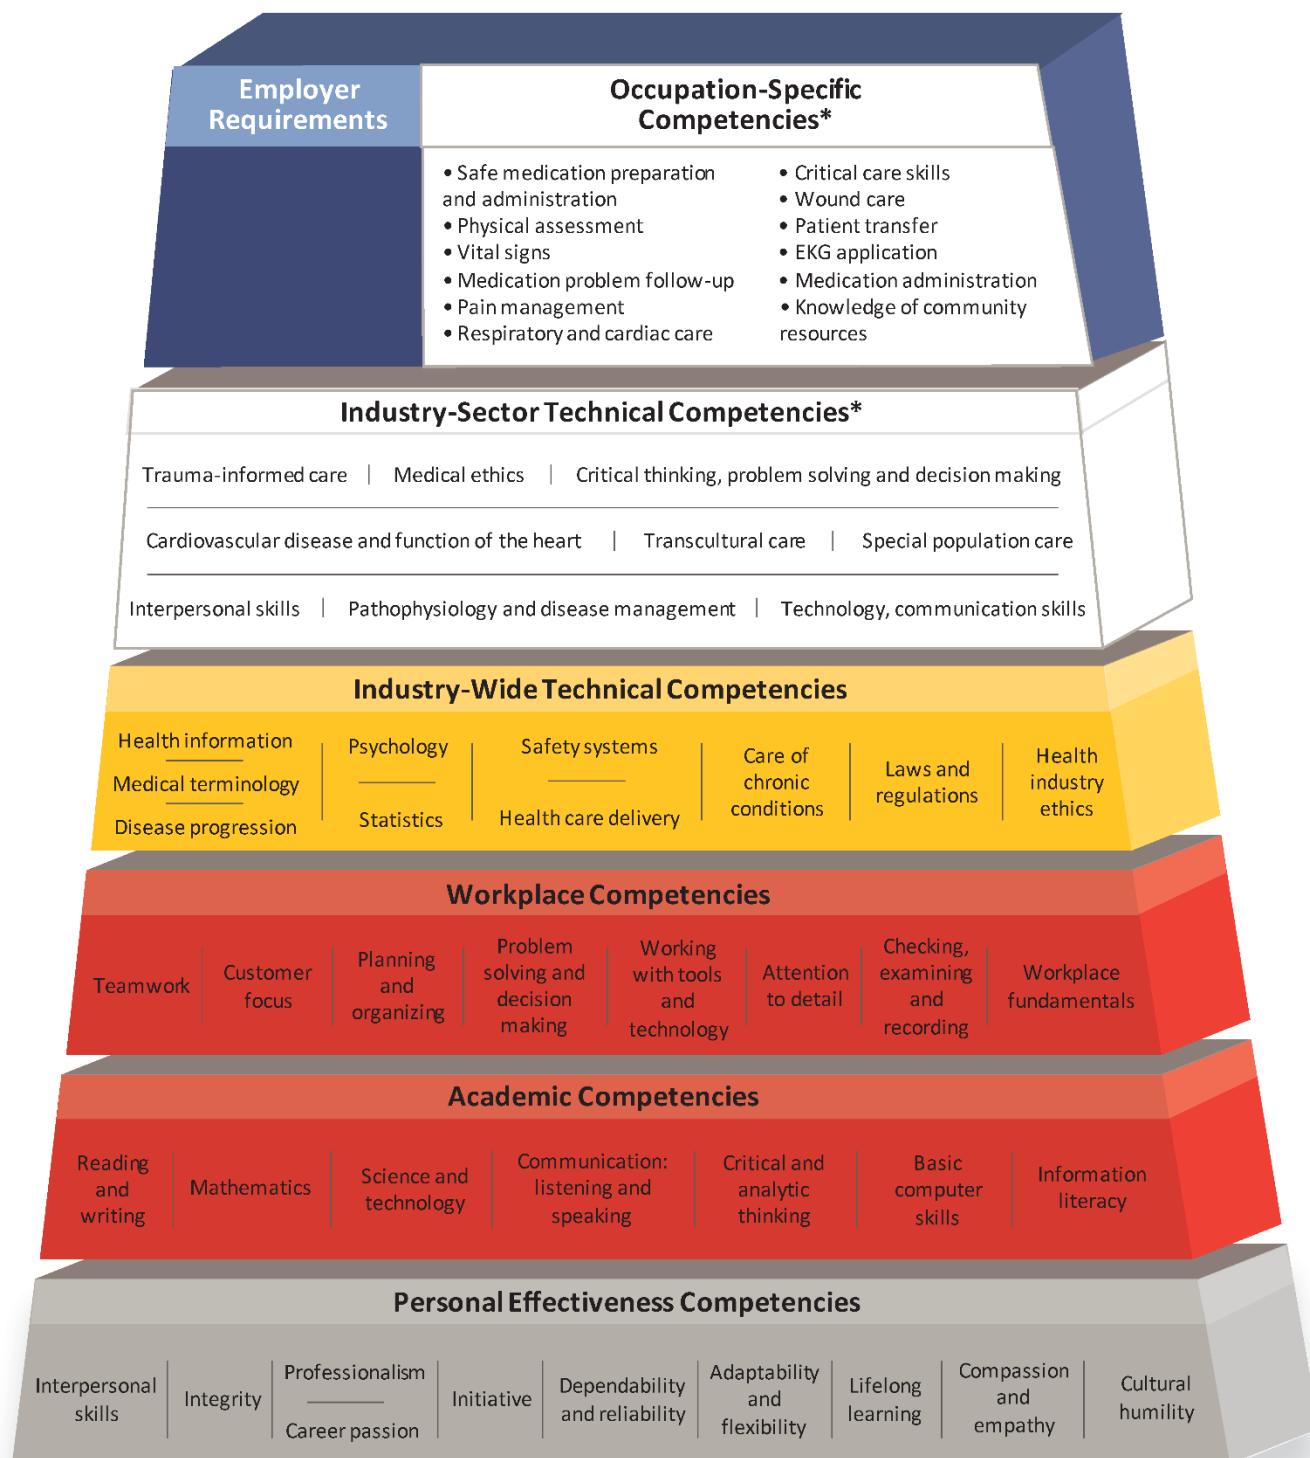 Employer
Requirements
Occupation-Specific
Competencies*
• Safe medication preparation
and administration
• Physical assessment
• Vital signs
• Medication problem follow-up
• Pain management
• Respiratory and cardiac care
• Critical care skills
• Wound care
• Patient transfer
• EKG application
• Medication administration
• Knowledge of community
resources
Industry-Sector Technical Competencies*
Trauma-informed care | Medical ethics | Critical thinking, problem solving and decision making
Cardiovascular disease and function of the heart | Transcultural care | Special population care
Interpersonal skills | Pathophysiology and disease management | Technology, communication skills
Industry-Wide Technical Competencies
Health information
Medical terminology
Disease progression
Psychology
Statistics
Safety systems
Health care delivery
Care of
chronic
conditions
Laws and
regulations
Health
industry
ethics
Workplace Competencies
Teamwork
Customer
focus
Planning
and
organizing
Problem
solving and
decision
making
Working
with tools
and
technology
Attention
to detail
Checking,
examining
and
recording
Workplace
fundamentals
Academic Competencies
Reading
and
writing
Mathematics
Science and
technology
Communication:
listening and
speaking
Critical and
analytic
thinking
Basic
computer
skills
Information
literacy
Personal Effectiveness Competencies
Interpersonal
skills
Integrity
Professionalism
Career passion
Initiative
Dependability
and reliability
Adaptability
and
flexibility
Lifelong
learning
Compassion
and
empathy
Cultural
humility